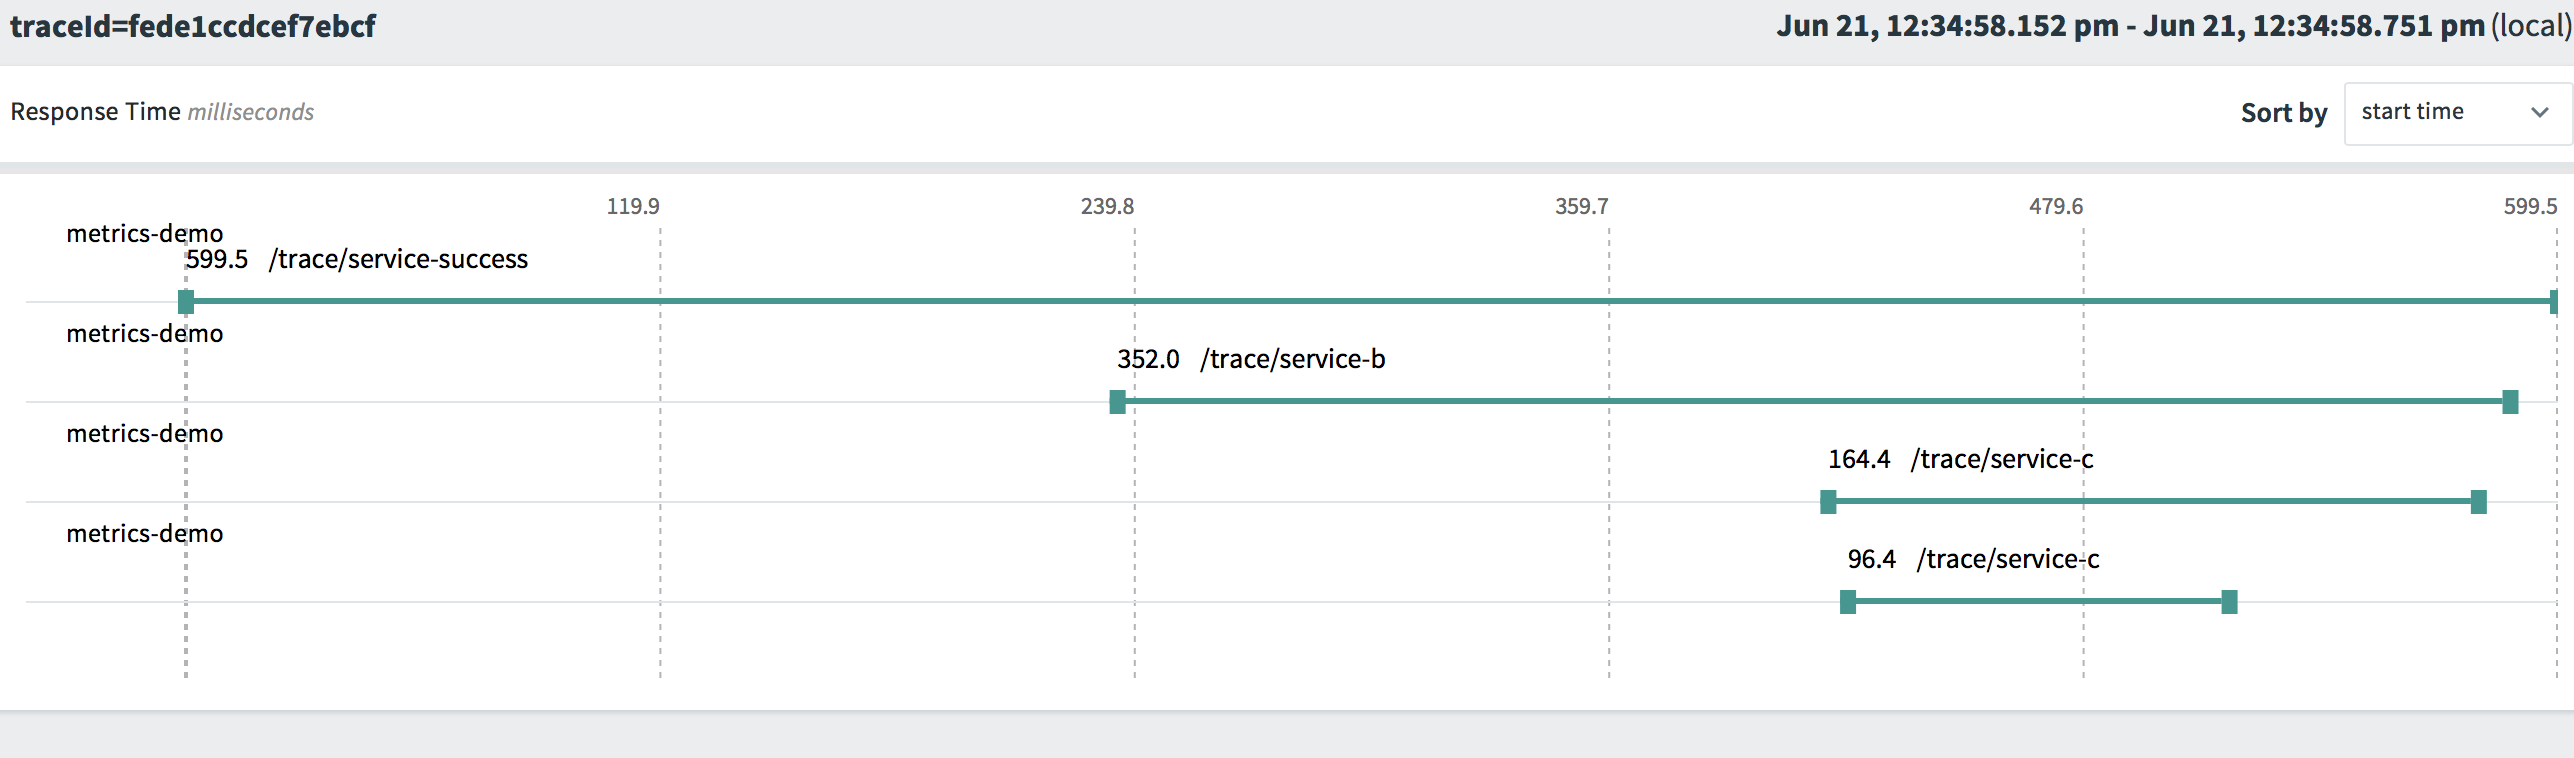 traceId=fede1ccdcef7ebcf
Jun 21, 12:34:58.152 pm - Jun 21, 12:34:58.751 pm (local)
Response Time milliseconds
Sort by start time
119.9 239.8 359.7 479.6 599.5
metrics-demo
599.5 /trace/service-success
metrics-demo
352.0 /trace/service-b
metrics-demo
164.4 /trace/service-c
metrics-demo
96.4 /trace/service-c